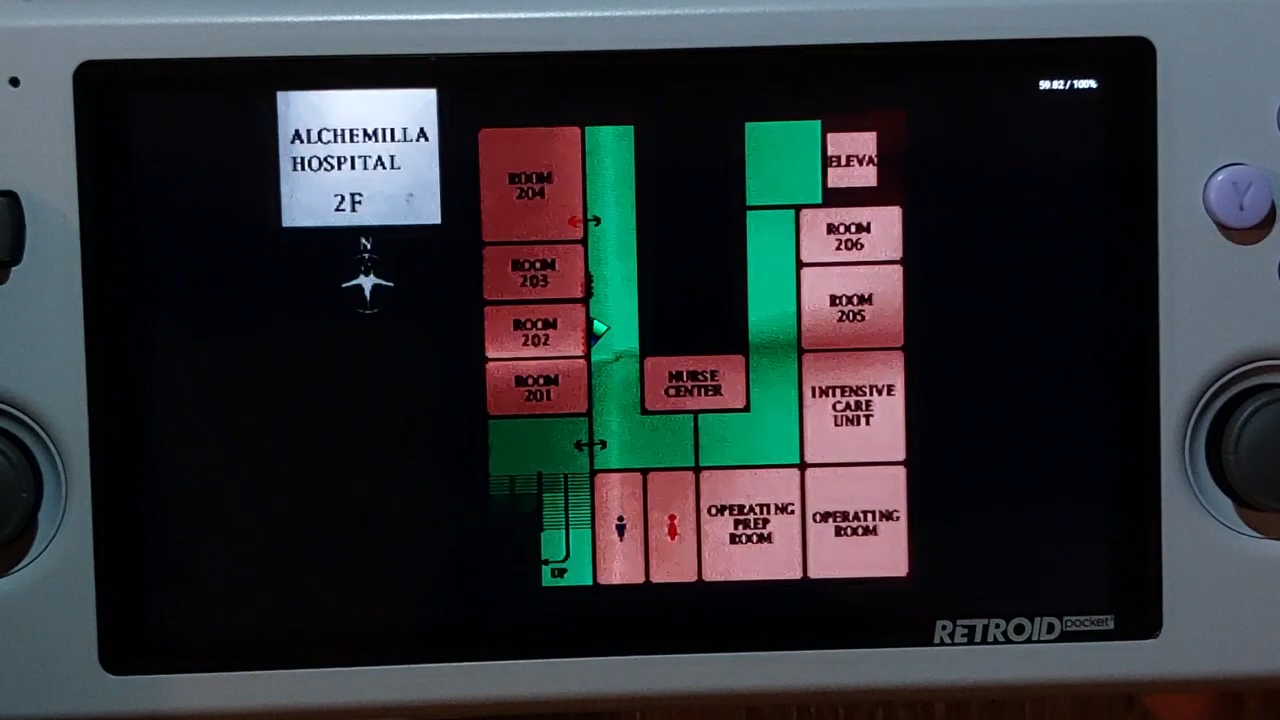 59.82 / 100%
ALCHEMILLA
HOSPITAL
2F
N
ROOM
204
ELEVA
ROOM
206
ROOM
203
ROOM
205
ROOM
202
ROOM
201
NURSE
CENTER
INTENSIVE
CARE
UNIT
OPERATING
PREP
ROOM
OPERATING
ROOM
UP
Y
RETROID pocket